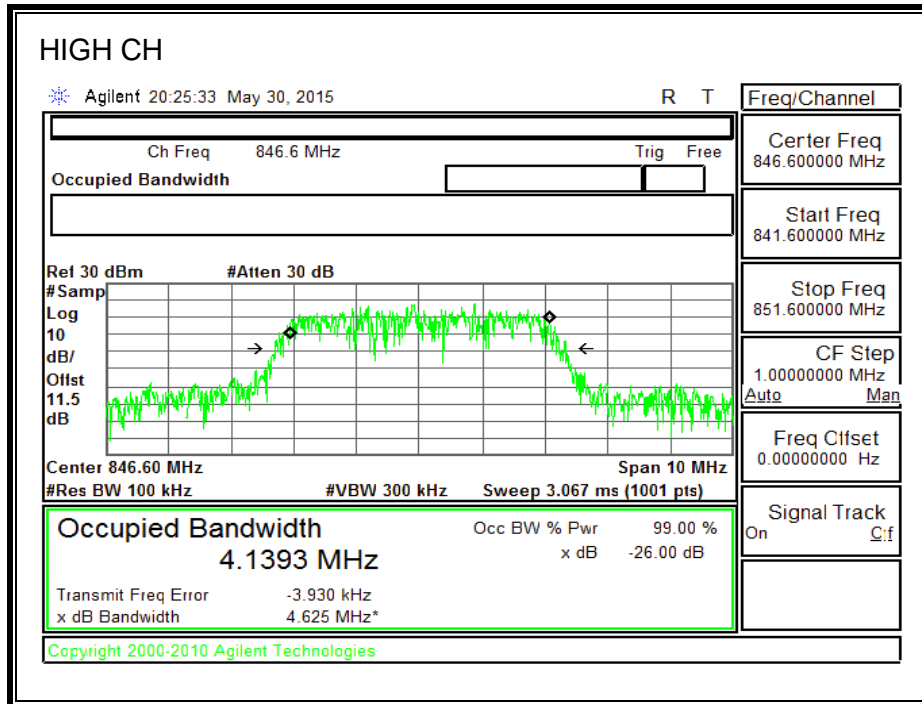 HIGH CH
Agilent 20:25:33 May 30, 2015 R T
Freq/Channel
Ch Freq 846.6 MHz Trig Free
Occupied Bandwidth
Center Freq
846.600000 MHz
Start Freq
841.600000 MHz
Stop Freq
851.600000 MHz
CF Step
1.00000000 MHz
Auto Man
Freq Offset
0.00000000 Hz
Signal Track
On Off
Ref 30 dBm #Atten 30 dB
#Samp
Log
10
dB/
Offst
11.5
dB
Center 846.60 MHz Span 10 MHz
#Res BW 100 kHz #VBW 300 kHz Sweep 3.067 ms (1001 pts)
Occupied Bandwidth Occ BW % Pwr 99.00 %
4.1393 MHz x dB -26.00 dB
Transmit Freq Error -3.930 kHz
x dB Bandwidth 4.625 MHz*
Copyright 2000-2010 Agilent Technologies